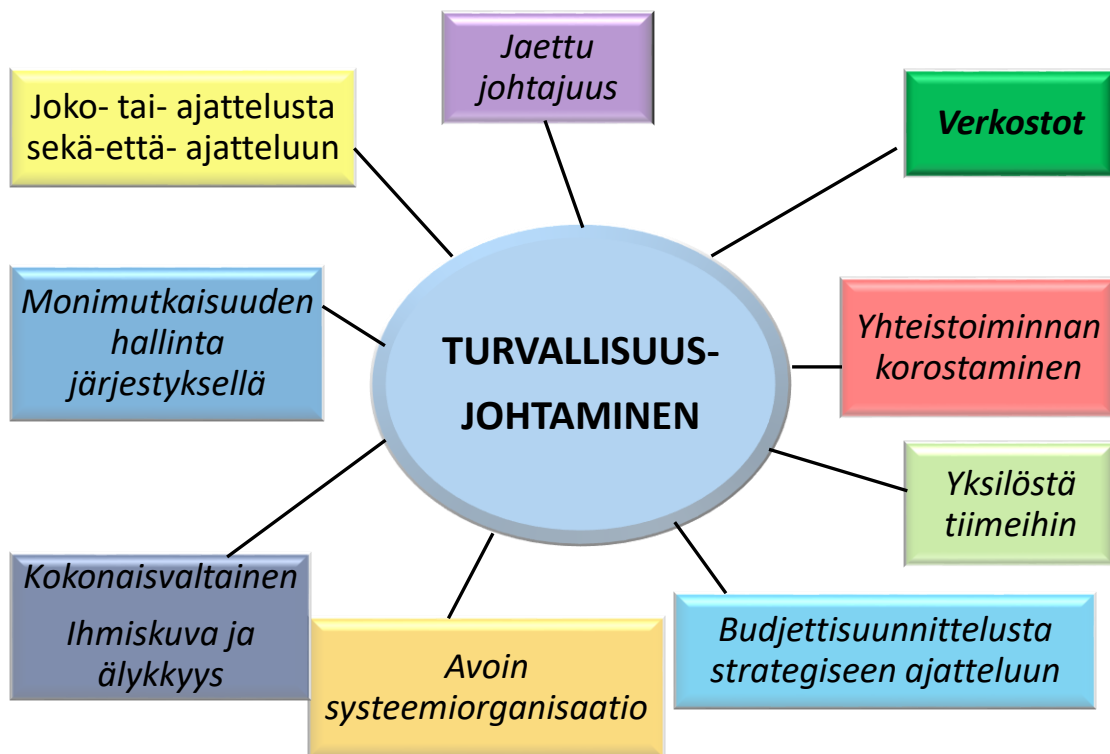 Jaettu
johtajuus
Joko- tai- ajattelusta
sekä-että- ajatteluun
Verkostot
Monimutkaisuuden
hallinta
järjestyksellä
TURVALLISUUS-
JOHTAMINEN
Yhteistoiminnan
korostaminen
Yksilöstä
tiimeihin
Kokonaisvaltainen
Ihmiskuva ja
älykkyys
Avoin
systeemiorganisaatio
Budjettisuunnittelusta
strategiseen ajatteluun